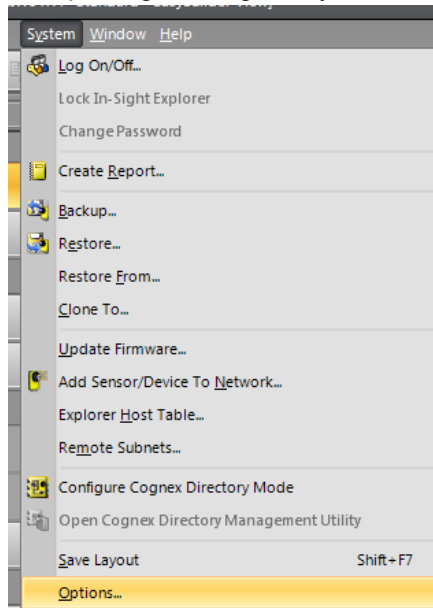 System Window Help
Log On/Off...
Lock In-Sight Explorer
Change Password
Create Report...
Backup...
Restore...
Restore From...
Clone To...
Update Firmware...
Add Sensor/Device To Network...
Explorer Host Table...
Remote Subnets...
Configure Cognex Directory Mode
Open Cognex Directory Management Utility
Save Layout Shift+F7
Options...